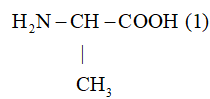 H₂N – CH – COOH (1)
|
CH₃